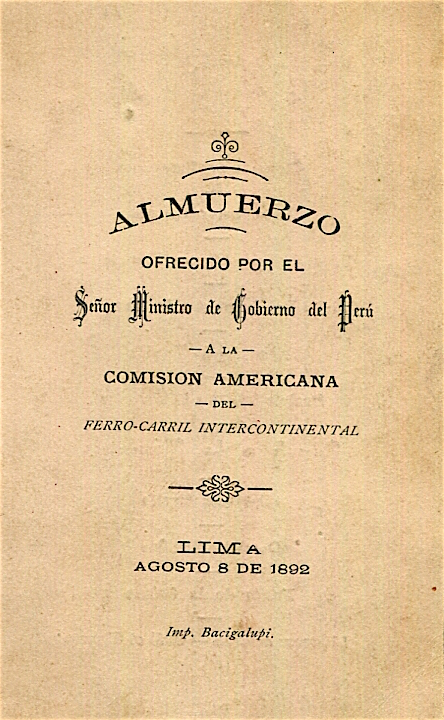 ALMUERZO
OFRECIDO POR EL
Señor Ministro de Gobierno del Perú
— A LA —
COMISION AMERICANA
— DEL —
FERRO-CARRIL INTERCONTINENTAL
LIMA
AGOSTO 8 DE 1892
Imp. Bacigalupi.